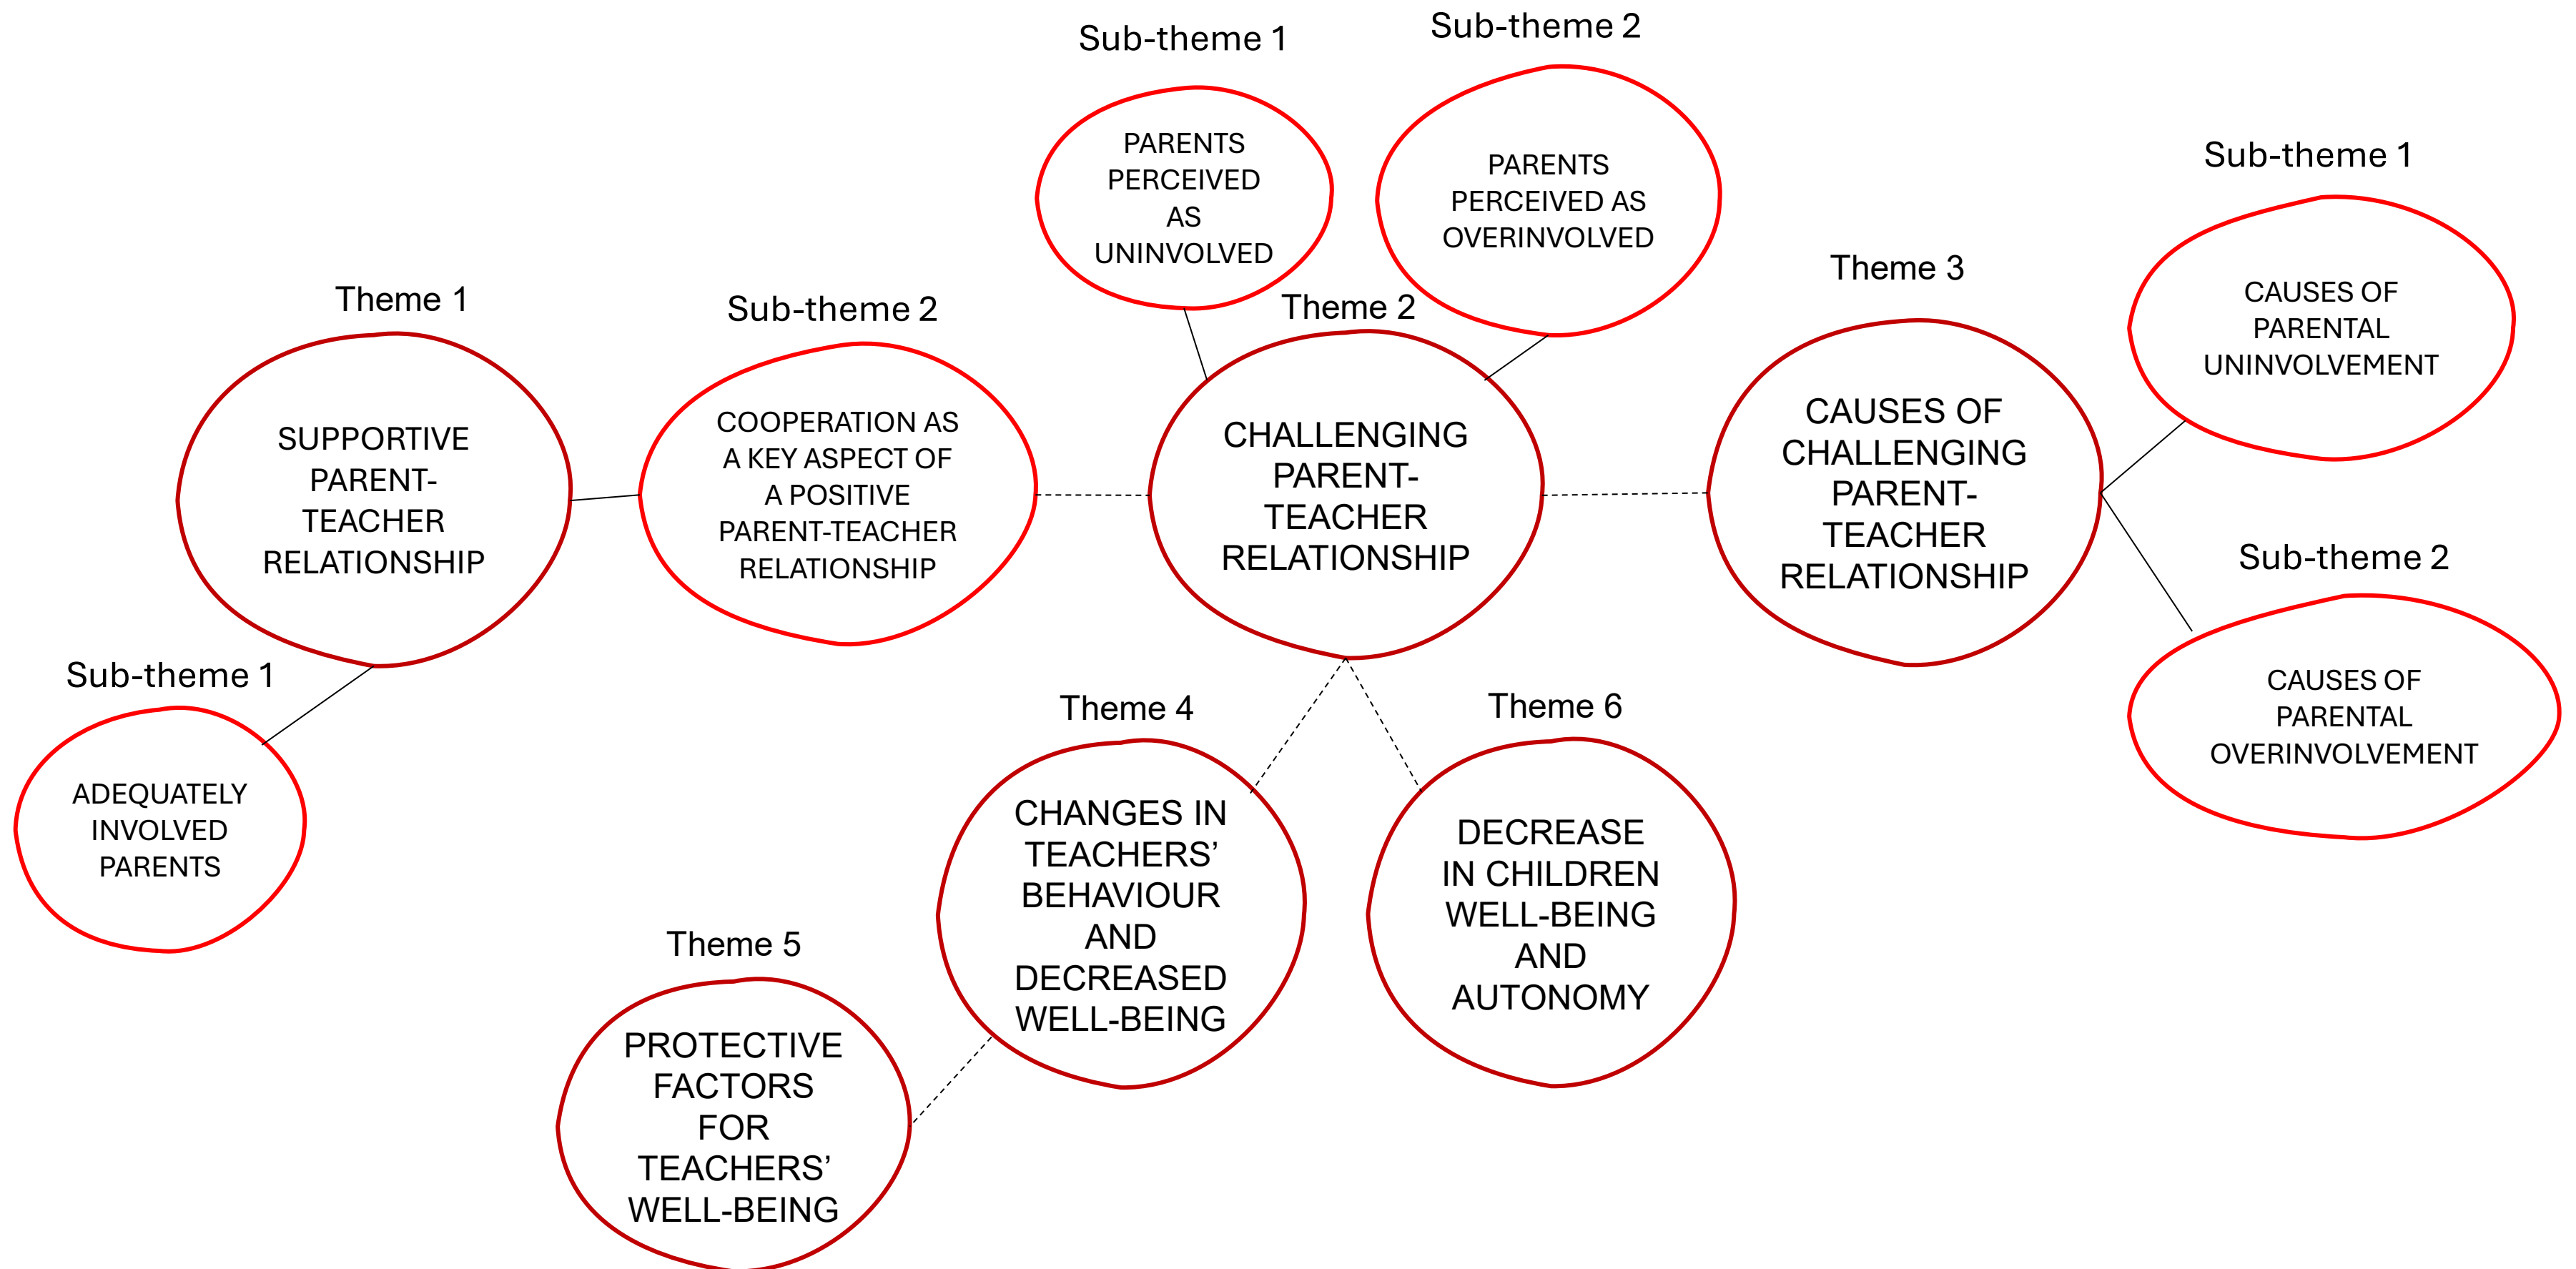 Theme 1
SUPPORTIVE
PARENT-
TEACHER
RELATIONSHIP
Sub-theme 1
ADEQUATELY
INVOLVED
PARENTS
Sub-theme 2
COOPERATION AS
A KEY ASPECT OF
A POSITIVE
PARENT-TEACHER
RELATIONSHIP
Sub-theme 1
PARENTS
PERCEIVED
AS
UNINVOLVED
Sub-theme 2
PARENTS
PERCEIVED AS
OVERINVOLVED
Theme 2
CHALLENGING
PARENT-
TEACHER
RELATIONSHIP
Theme 3
CAUSES OF
CHALLENGING
PARENT-
TEACHER
RELATIONSHIP
Sub-theme 1
CAUSES OF
PARENTAL
UNINVOLVEMENT
Sub-theme 2
CAUSES OF
PARENTAL
OVERINVOLVEMENT
Theme 4
CHANGES IN
TEACHERS’
BEHAVIOUR
AND
DECREASED
WELL-BEING
Theme 6
DECREASE
IN CHILDREN
WELL-BEING
AND
AUTONOMY
Theme 5
PROTECTIVE
FACTORS
FOR
TEACHERS’
WELL-BEING